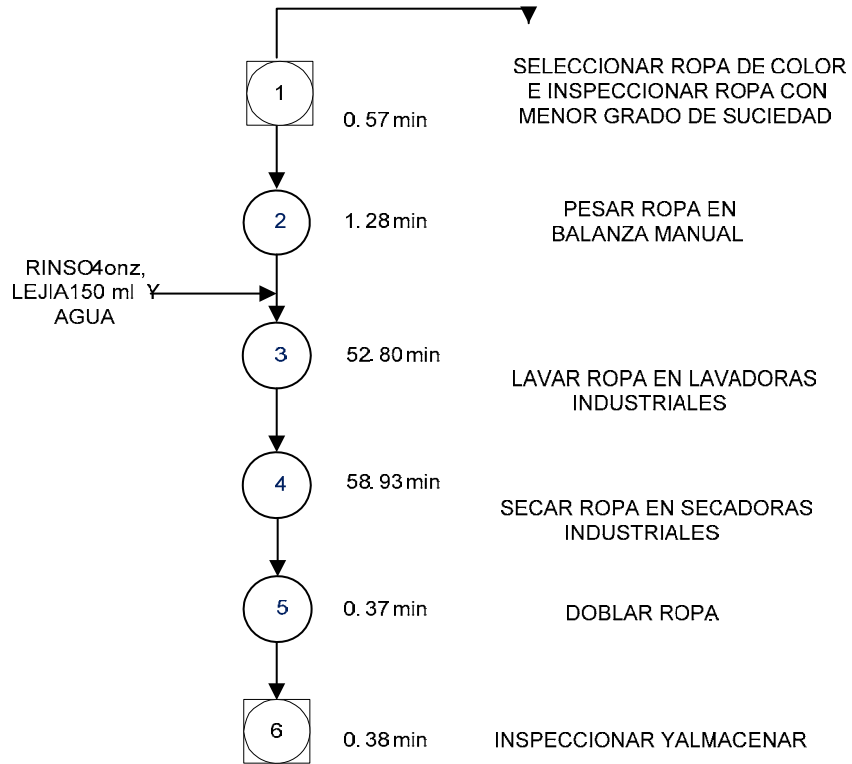 1
0.57 min
SELECCIONAR ROPA DE COLOR
E INSPECCIONAR ROPA CON
MENOR GRADO DE SUCIEDAD
2
1.28 min
PESAR ROPA EN
BALANZA MANUAL
RINSO4onz,
LEJIA150 ml Y
AGUA
3
52.80 min
LAVAR ROPA EN LAVADORAS
INDUSTRIALES
4
58.93 min
SECAR ROPA EN SECADORAS
INDUSTRIALES
5
0.37 min
DOBLAR ROPA
6
0.38 min
INSPECCIONAR YALMACENAR